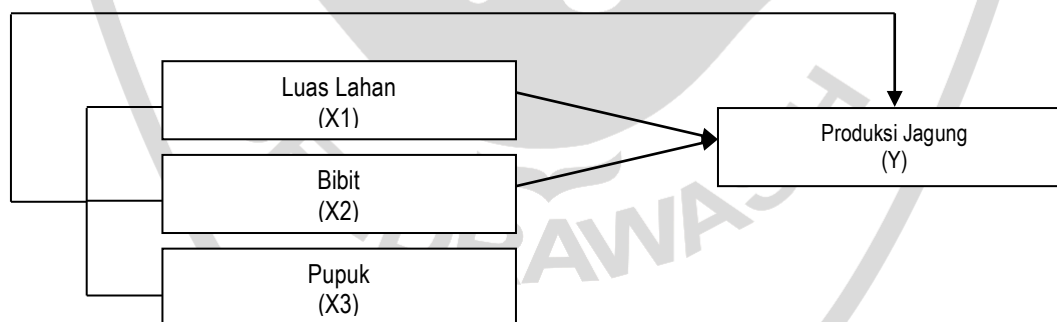 Luas Lahan
(X1)
Produksi Jagung
(Y)
Bibit
(X2)
Pupuk
(X3)